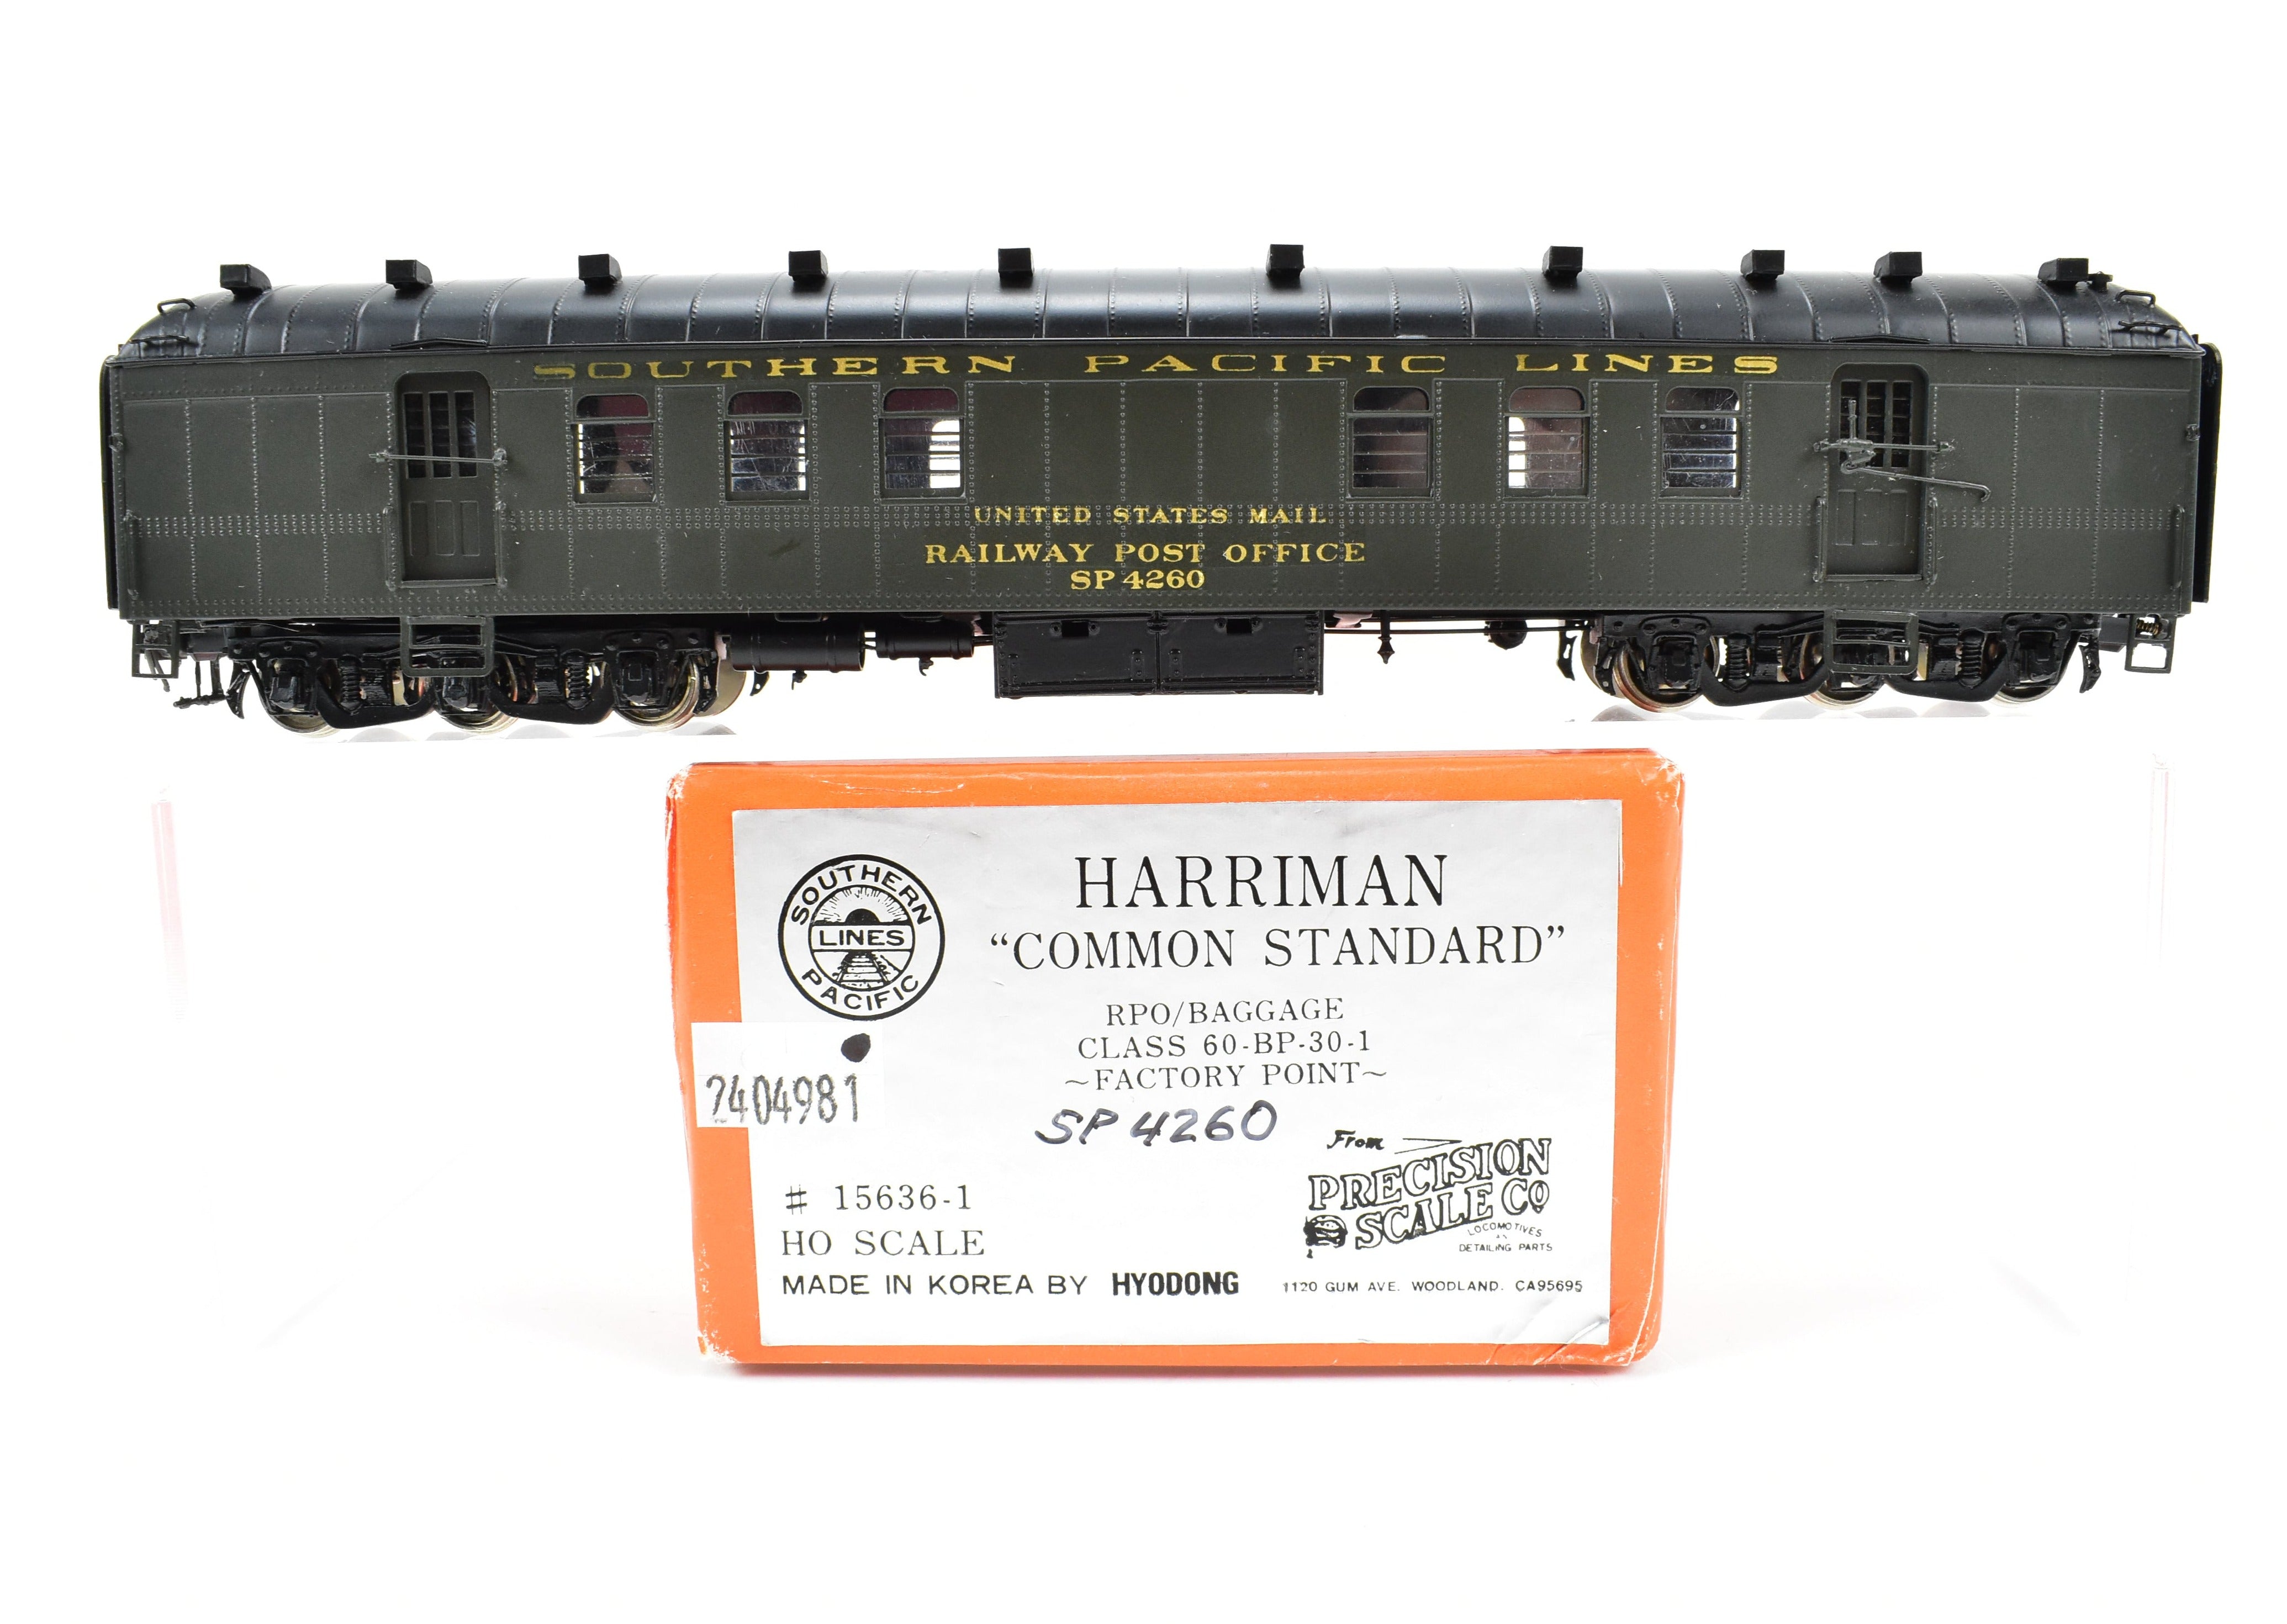 SOUTHERN PACIFIC LINES
UNITED STATES MAIL
RAILWAY POST OFFICE
SP 4260
SOUTHERN
LINES
PACIFIC
HARRIMAN
“COMMON STANDARD”
RPO/BAGGAGE
CLASS 60-BP-30-1
~FACTORY POINT~
SP 4260
2404981
# 15636-1
HO SCALE
MADE IN KOREA BY HYODONG
From
PRECISION
SCALE CO
LOCOMOTIVES
DETAILING PARTS
1120 GUM AVE. WOODLAND. CA95695